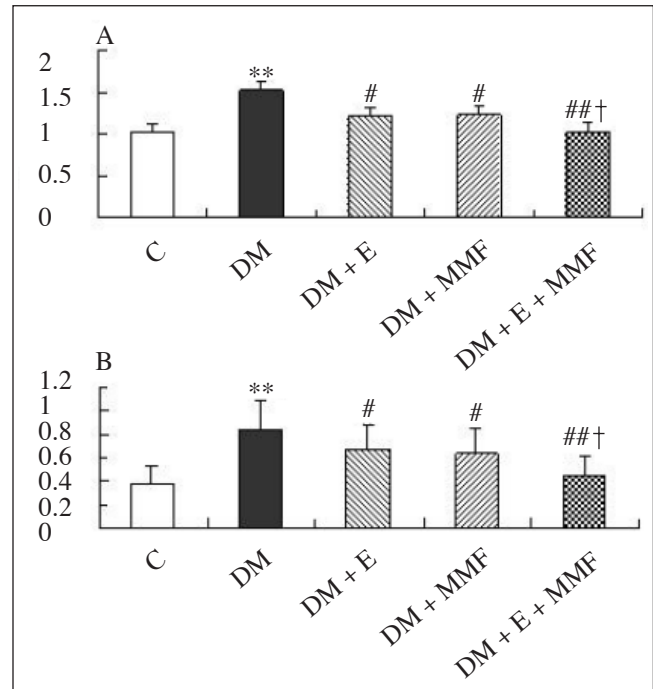 A
2
1.5
1
0.5
0
**
#
#
##†
C
DM
DM + E
DM + MMF
DM + E + MMF
B
1.2
1
0.8
0.6
0.4
0.2
0
**
#
#
##†
C
DM
DM + E
DM + MMF
DM + E + MMF